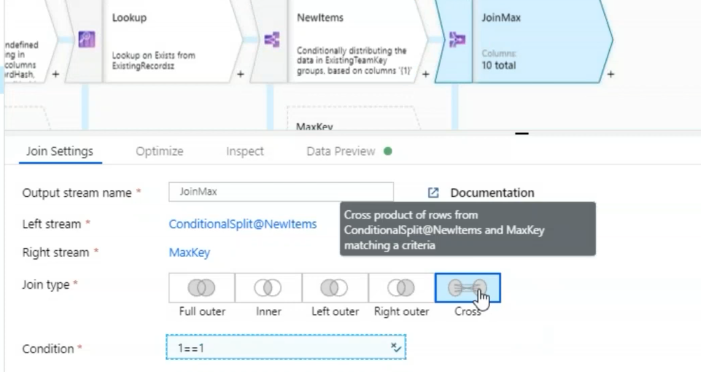 Lookup
NewItems
JoinMax
ndefined
ing in
columns
Lookup on Exists from
ExistingRecordsz
Conditionally distributing the
data in ExistingTeamKey
groups, based on columns '{1}'
Columns:
10 total
+
+
+
+
MaxKey
Join Settings
Optimize
Inspect
Data Preview
Output stream name *
JoinMax
Documentation
Left stream *
ConditionalSplit@NewItems
Cross product of rows from
ConditionalSplit@NewItems and MaxKey
matching a criteria
Right stream *
MaxKey
Join type *
Full outer
Inner
Left outer
Right outer
Cross
Condition *
1==1